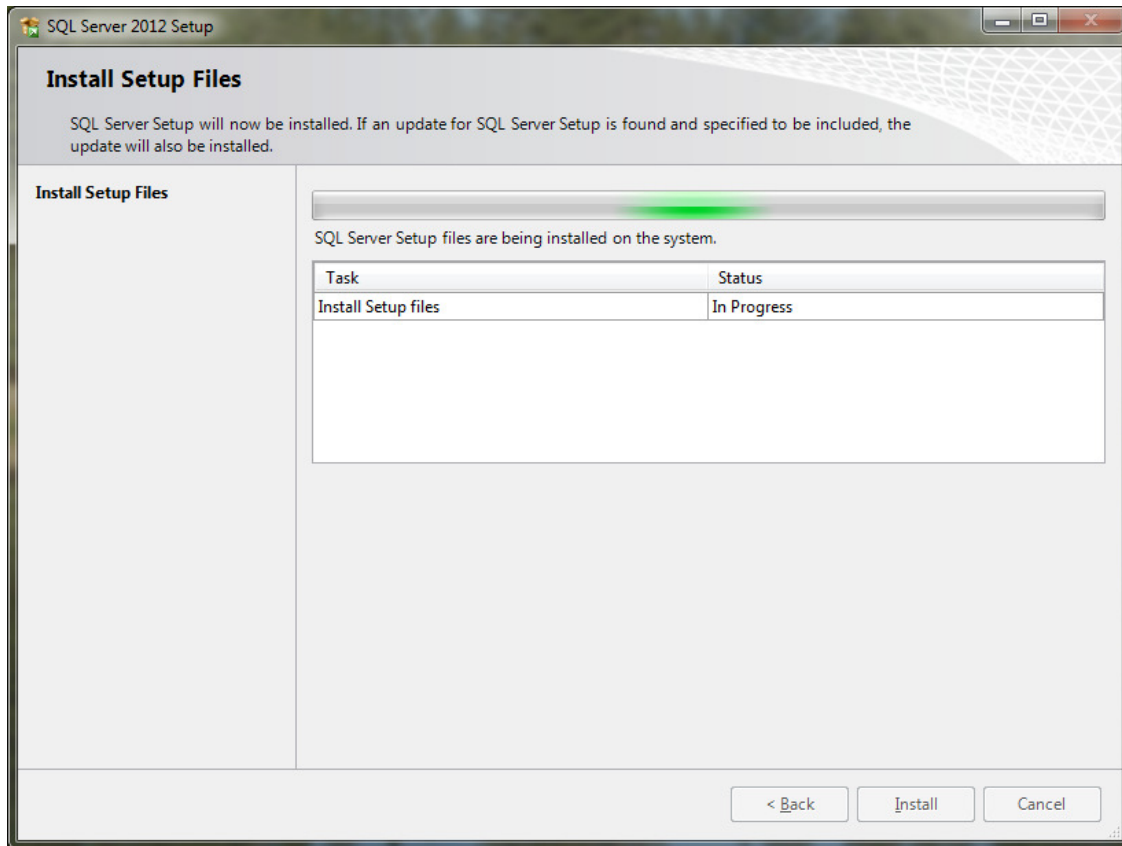 SQL Server 2012 Setup
Install Setup Files
SQL Server Setup will now be installed. If an update for SQL Server Setup is found and specified to be included, the
update will also be installed.
Install Setup Files
SQL Server Setup files are being installed on the system.
Task Status
Install Setup files In Progress
< Back Install Cancel